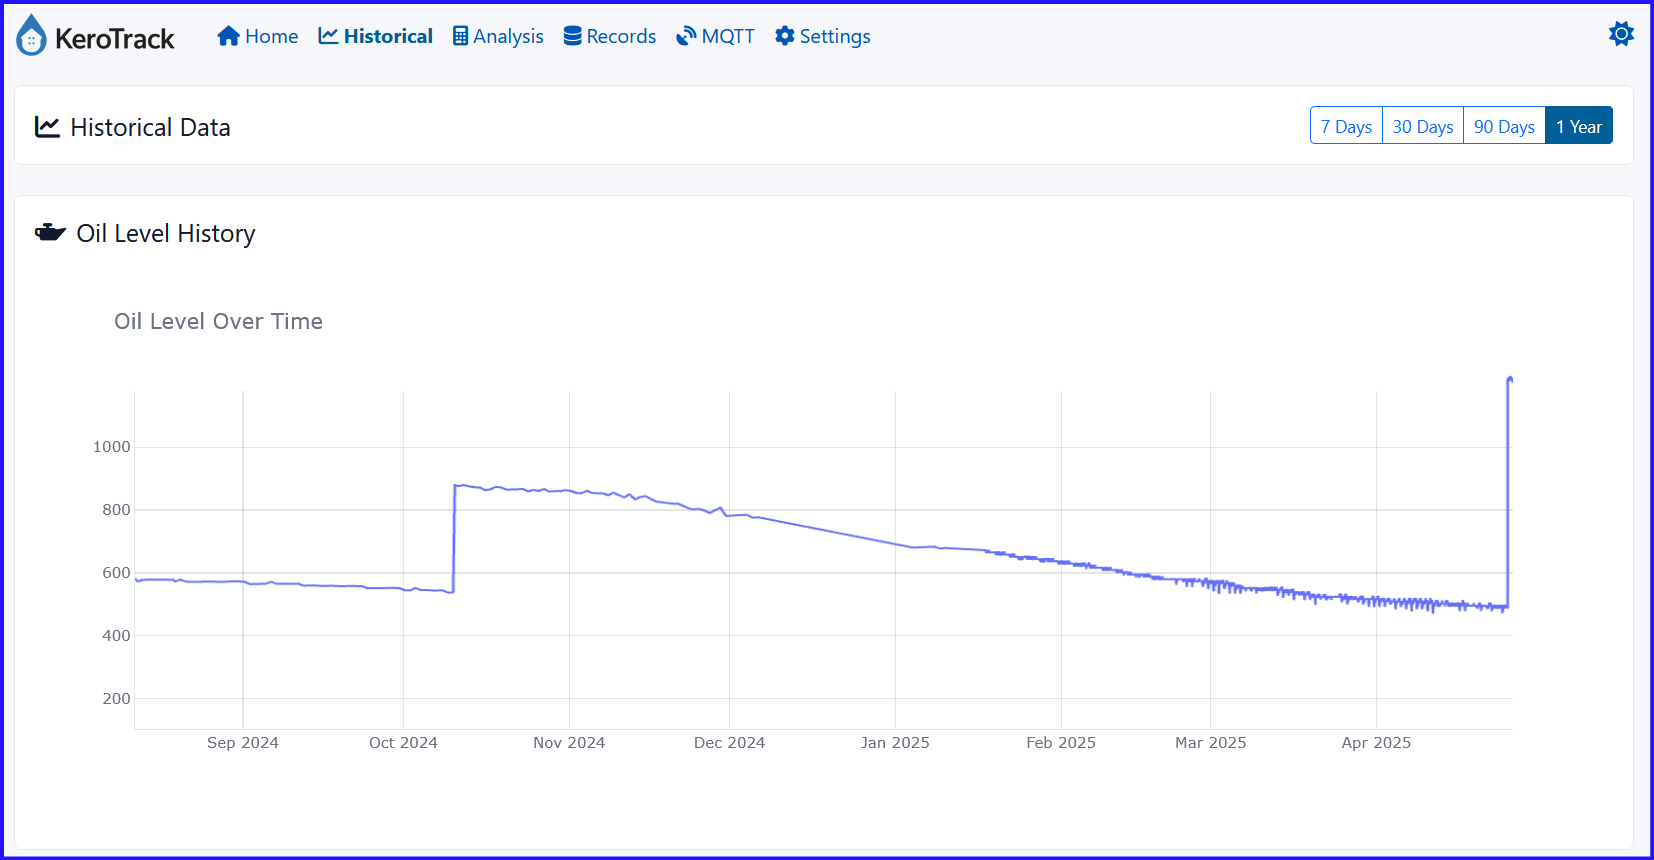 KeroTrack Home Historical Analysis Records MQTT Settings
Historical Data 7 Days 30 Days 90 Days 1 Year
Oil Level History
Oil Level Over Time
1000
800
600
400
200
Sep 2024 Oct 2024 Nov 2024 Dec 2024 Jan 2025 Feb 2025 Mar 2025 Apr 2025